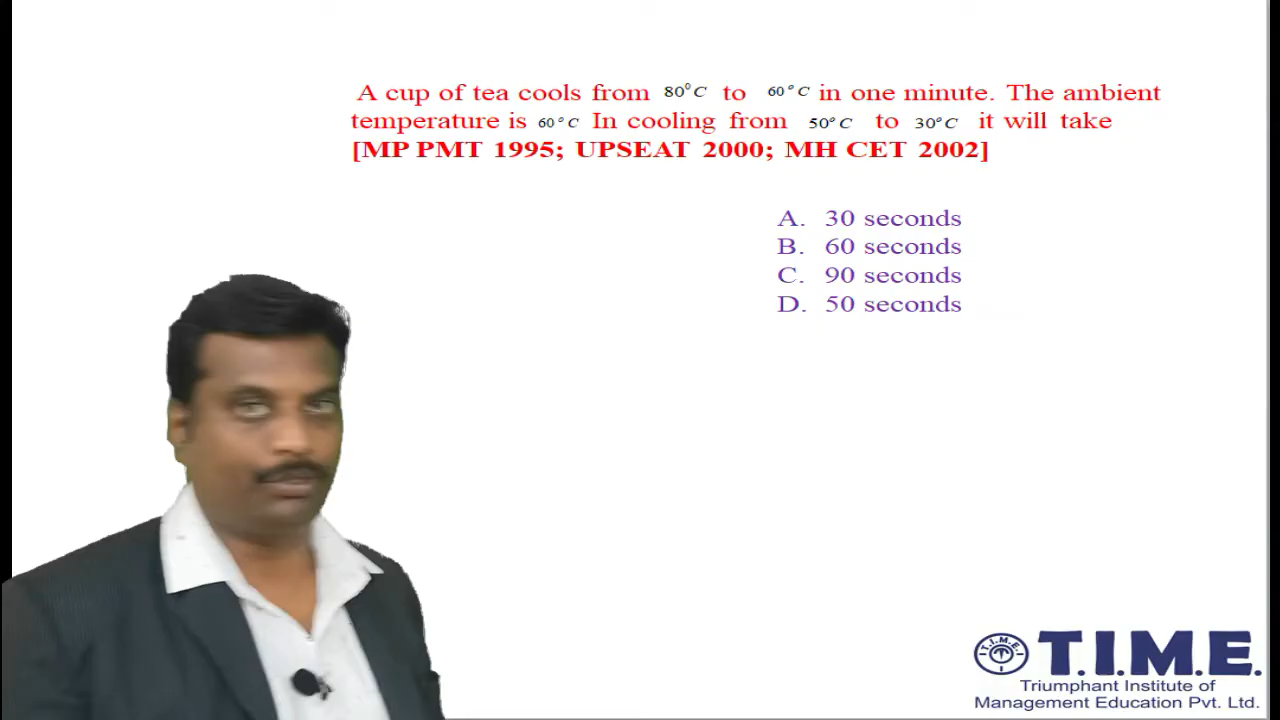 A cup of tea cools from 80⁰C to 60°C in one minute. The ambient
temperature is 60°C In cooling from 50°C to 30°C it will take
[MP PMT 1995; UPSEAT 2000; MH CET 2002]
A. 30 seconds
B. 60 seconds
C. 90 seconds
D. 50 seconds
T.I.M.E
T.I.M.E.
Triumphant Institute of
Management Education Pvt. Ltd.